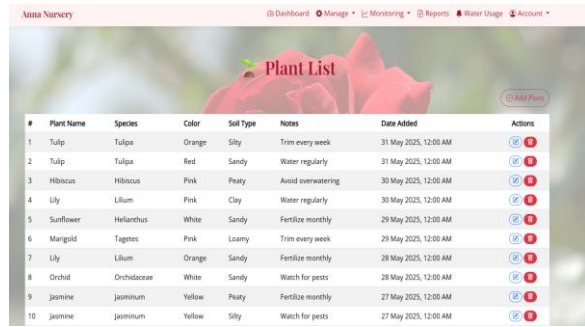 Anna Nursery Dashboard Manage Monitoring Reports Water Usage Account
Plant List
Add Plant
# Plant Name Species Color Soil Type Notes Date Added Actions
1 Tulip Tulipa Orange Silty Trim every week 31 May 2025, 12:00 AM
2 Tulip Tulipa Red Sandy Water regularly 31 May 2025, 12:00 AM
3 Hibiscus Hibiscus Pink Peaty Avoid overwatering 30 May 2025, 12:00 AM
4 Lily Lilium Pink Clay Water regularly 30 May 2025, 12:00 AM
5 Sunflower Helianthus White Sandy Fertilize monthly 29 May 2025, 12:00 AM
6 Marigold Tagetes Pink Loamy Trim every week 29 May 2025, 12:00 AM
7 Lily Lilium Orange Sandy Fertilize monthly 28 May 2025, 12:00 AM
8 Orchid Orchidaceae White Sandy Watch for pests 28 May 2025, 12:00 AM
9 Jasmine Jasminum Yellow Peaty Fertilize monthly 27 May 2025, 12:00 AM
10 Jasmine Jasminum Yellow Silty Watch for pests 27 May 2025, 12:00 AM